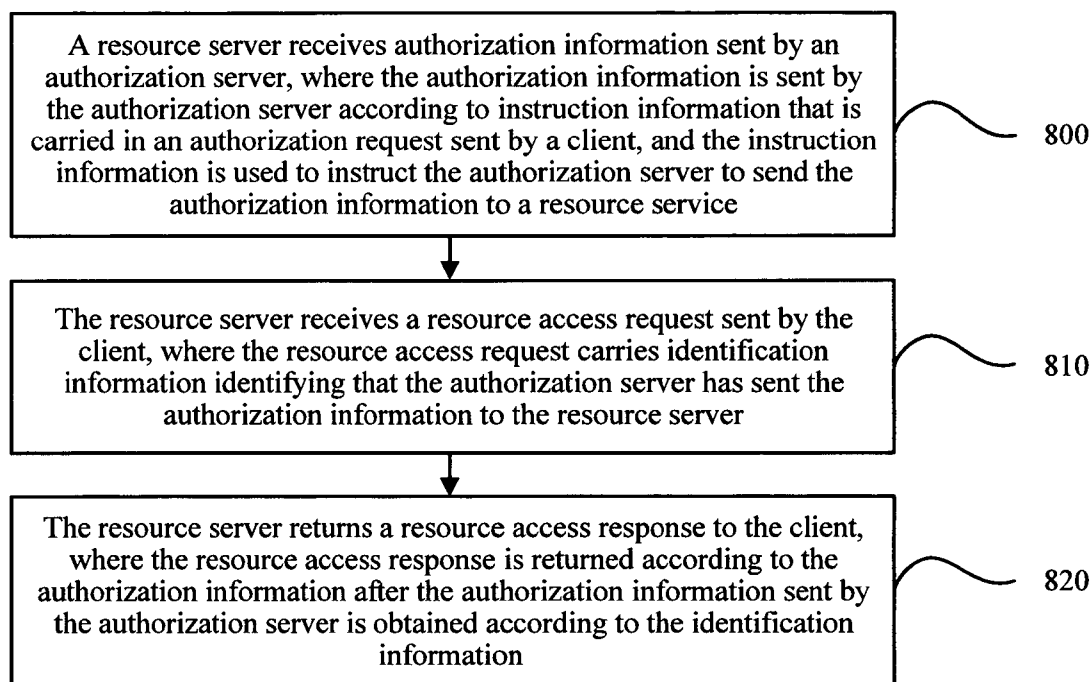 A resource server receives authorization information sent by an
authorization server, where the authorization information is sent by
the authorization server according to instruction information that is
carried in an authorization request sent by a client, and the instruction
information is used to instruct the authorization server to send the
authorization information to a resource service
800
The resource server receives a resource access request sent by the
client, where the resource access request carries identification
information identifying that the authorization server has sent the
authorization information to the resource server
810
The resource server returns a resource access response to the client,
where the resource access response is returned according to the
authorization information after the authorization information sent by
the authorization server is obtained according to the identification
information
820